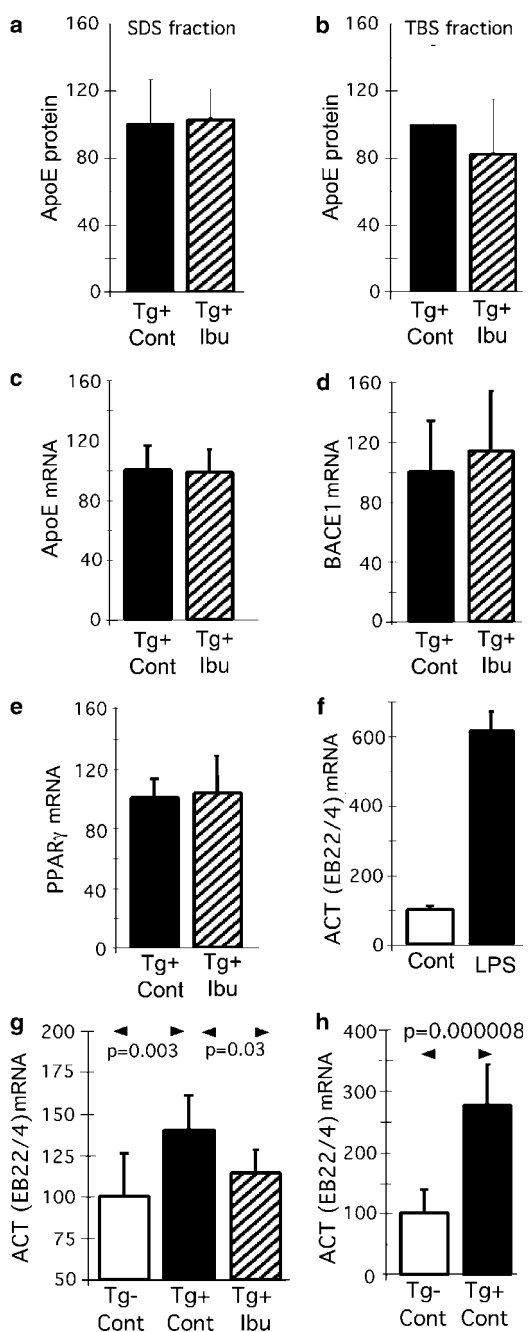 a SDS fraction
160
120
80
40
0
ApoE protein
Tg+ Tg+
Cont Ibu
b TBS fraction
160
120
80
40
0
ApoE protein
Tg+ Tg+
Cont Ibu
c
160
120
80
40
0
ApoE mRNA
Tg+ Tg+
Cont Ibu
d
160
120
80
40
0
BACE1 mRNA
Tg+ Tg+
Cont Ibu
e
160
120
80
40
0
PPARγ mRNA
Tg+ Tg+
Cont Ibu
f
600
400
200
0
ACT (EB22/4) mRNA
Cont LPS
g
200
175
150
125
100
75
50
ACT (EB22/4) mRNA
p=0.003 p=0.03
Tg- Tg+ Tg+
Cont Cont Ibu
h
400
350
300
250
200
150
100
50
0
ACT (EB22/4) mRNA
p=0.000008
Tg- Tg+
Cont Cont